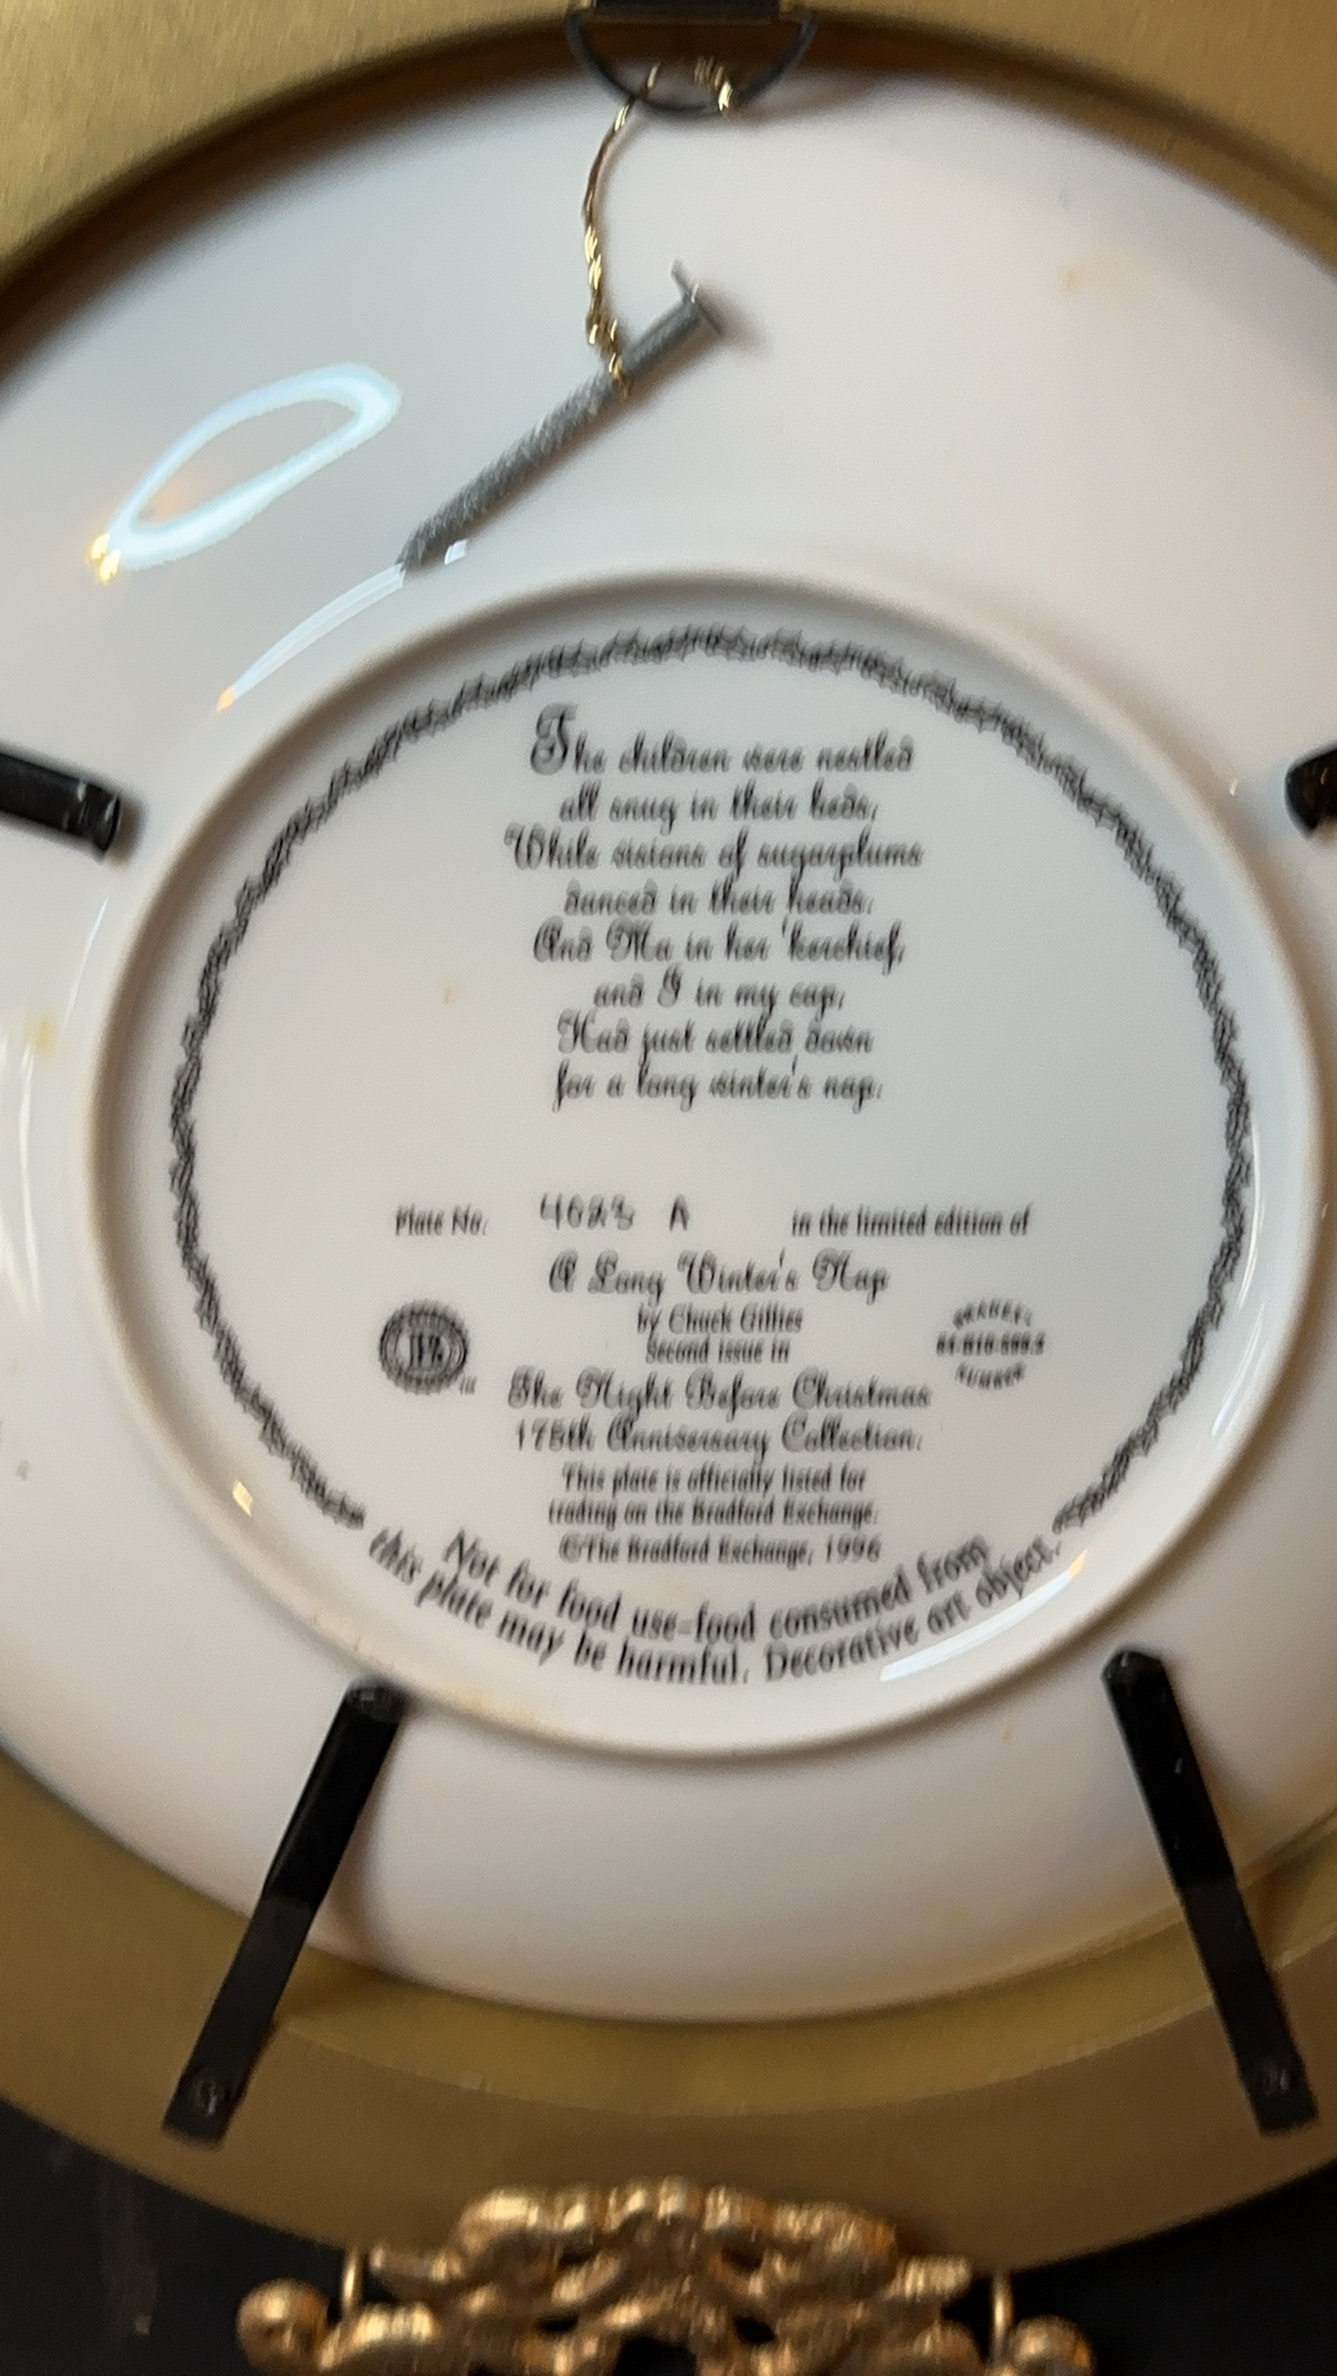 The children were nestled
all snug in their beds,
While visions of sugarplums
danced in their heads.
And Ma in her 'kerchief,
and I in my cap,
Had just settled down
for a long winter's nap.
Plate No. A in the limited edition of
A Long Winter's Nap
by Chuck Gillies
Second issue in
The Night Before Christmas
175th Anniversary Collection.
This plate is officially listed for
trading on the Bradford Exchange.
©The Bradford Exchange, 1996
Not for food use-food consumed from
this plate may be harmful. Decorative art object.